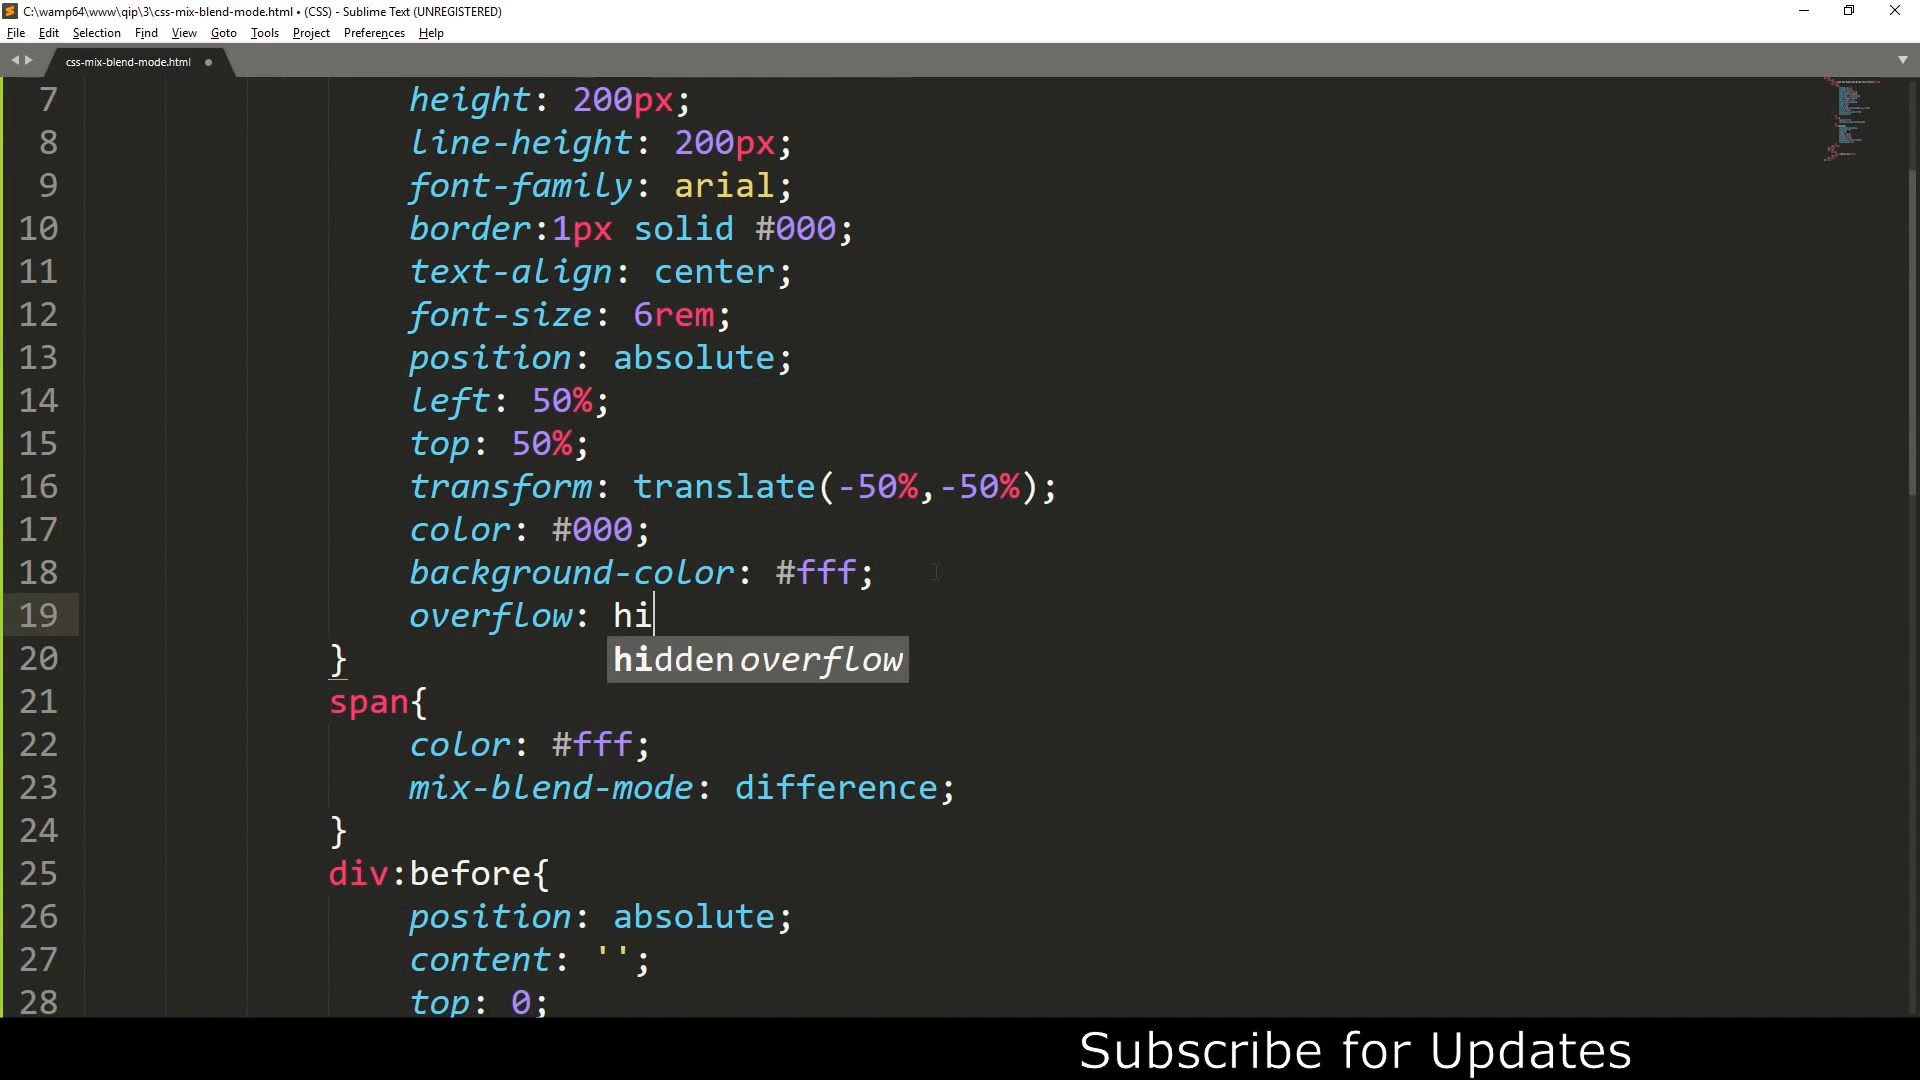 C:\wamp64\www\qip\3\css-mix-blend-mode.html • (CSS) - Sublime Text (UNREGISTERED)
File Edit Selection Find View Goto Tools Project Preferences Help
css-mix-blend-mode.html
7 height: 200px;
8 line-height: 200px;
9 font-family: arial;
10 border:1px solid #000;
11 text-align: center;
12 font-size: 6rem;
13 position: absolute;
14 left: 50%;
15 top: 50%;
16 transform: translate(-50%,-50%);
17 color: #000;
18 background-color: #fff;
19 overflow: hi
20 }
hidden overflow
21 span{
22 color: #fff;
23 mix-blend-mode: difference;
24 }
25 div:before{
26 position: absolute;
27 content: '';
28 top: 0;
Subscribe for Updates